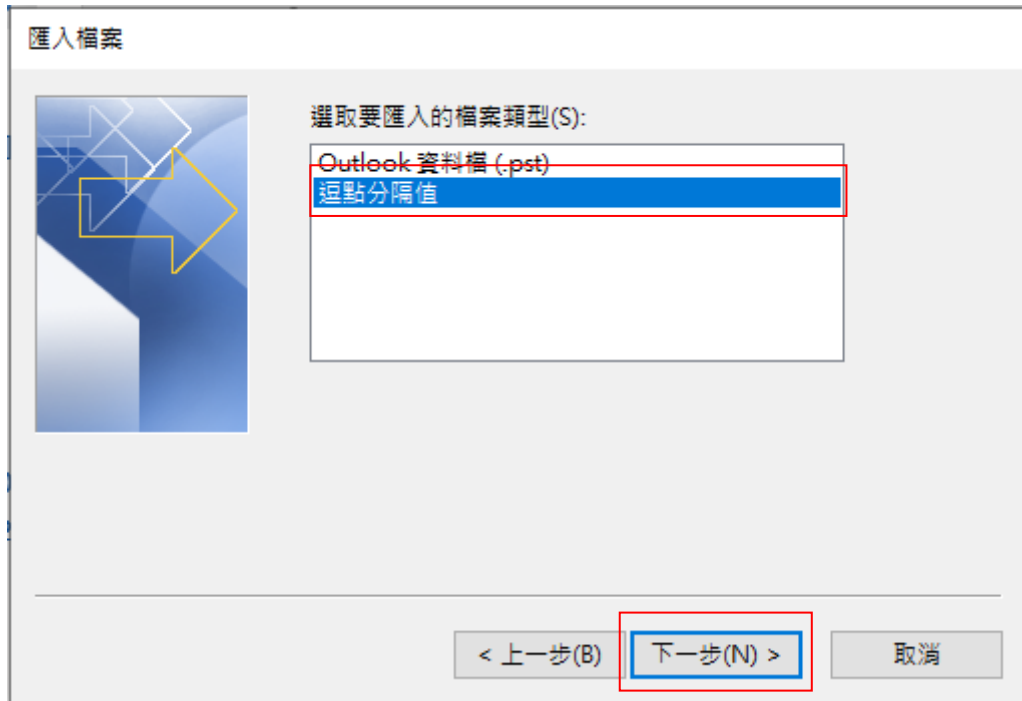 匯入檔案
選取要匯入的檔案類型(S):
Outlook 資料檔 (.pst)
逗點分隔值
< 上一步(B)
下一步(N) >
取消